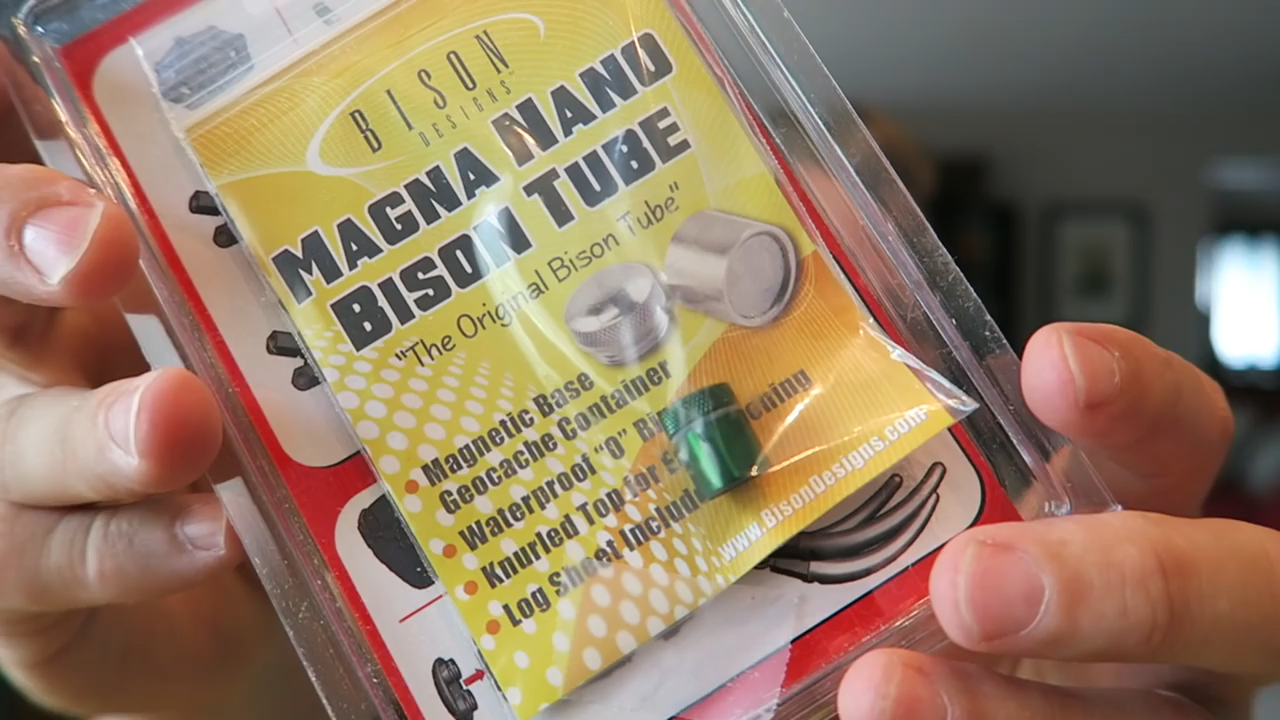 BISON
DESIGNS
MAGNA NANO
BISON TUBE
"The Original Bison Tube"
Magnetic Base
Geocache Container
Waterproof "O"
Knurled Top for
Log Sheet
www.BisonDesigns.com